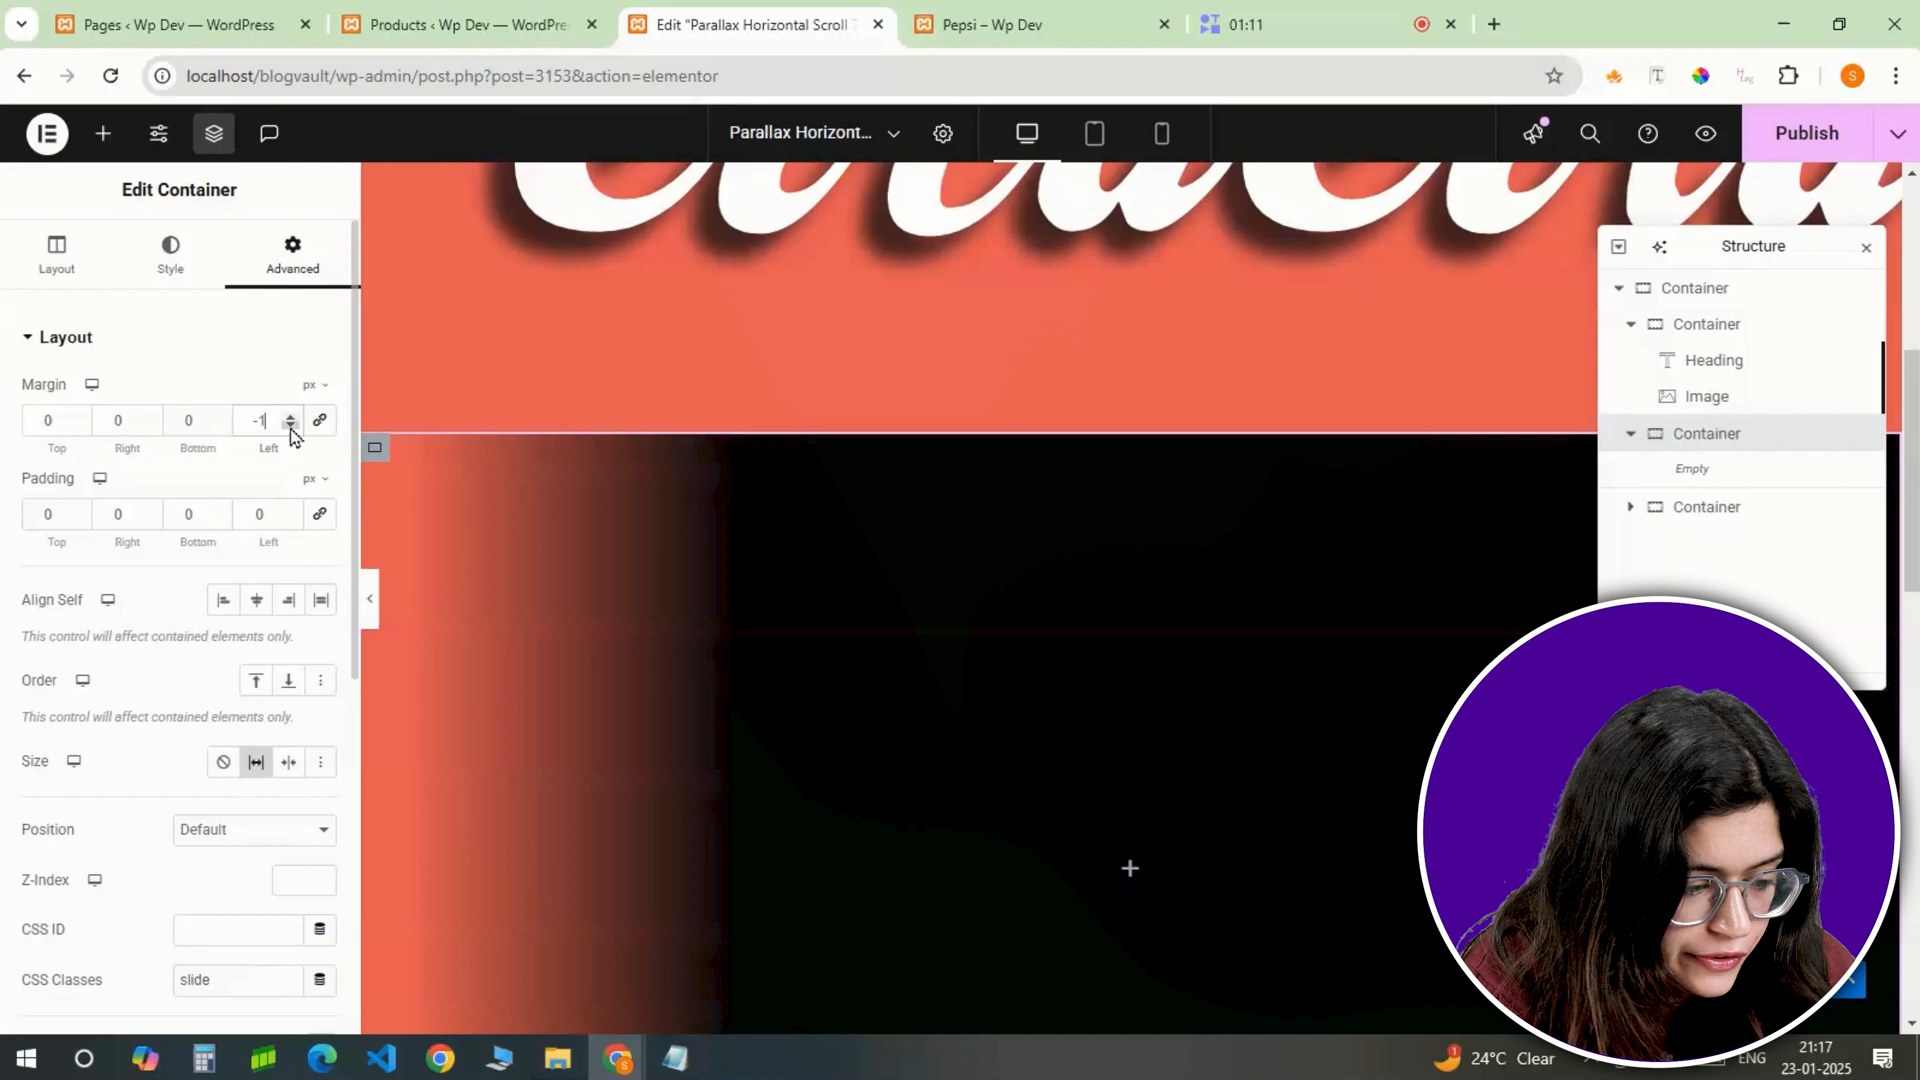 Pages ‹ Wp Dev — WordPress
Products ‹ Wp Dev — WordPre
Edit "Parallax Horizontal Scroll
Pepsi – Wp Dev
01:11
localhost/blogvault/wp-admin/post.php?post=3153&action=elementor
S
Parallax Horizont...
Publish
Edit Container
Layout
Style
Advanced
Layout
Margin
px
0
0
0
-1
Top
Right
Bottom
Left
Padding
px
0
0
0
0
Top
Right
Bottom
Left
Align Self
This control will affect contained elements only.
Order
This control will affect contained elements only.
Size
Position
Default
Z-Index
CSS ID
CSS Classes
slide
Structure
Container
Container
Heading
Image
Container
Empty
Container
24°C Clear
ENG
21:17
23-01-2025